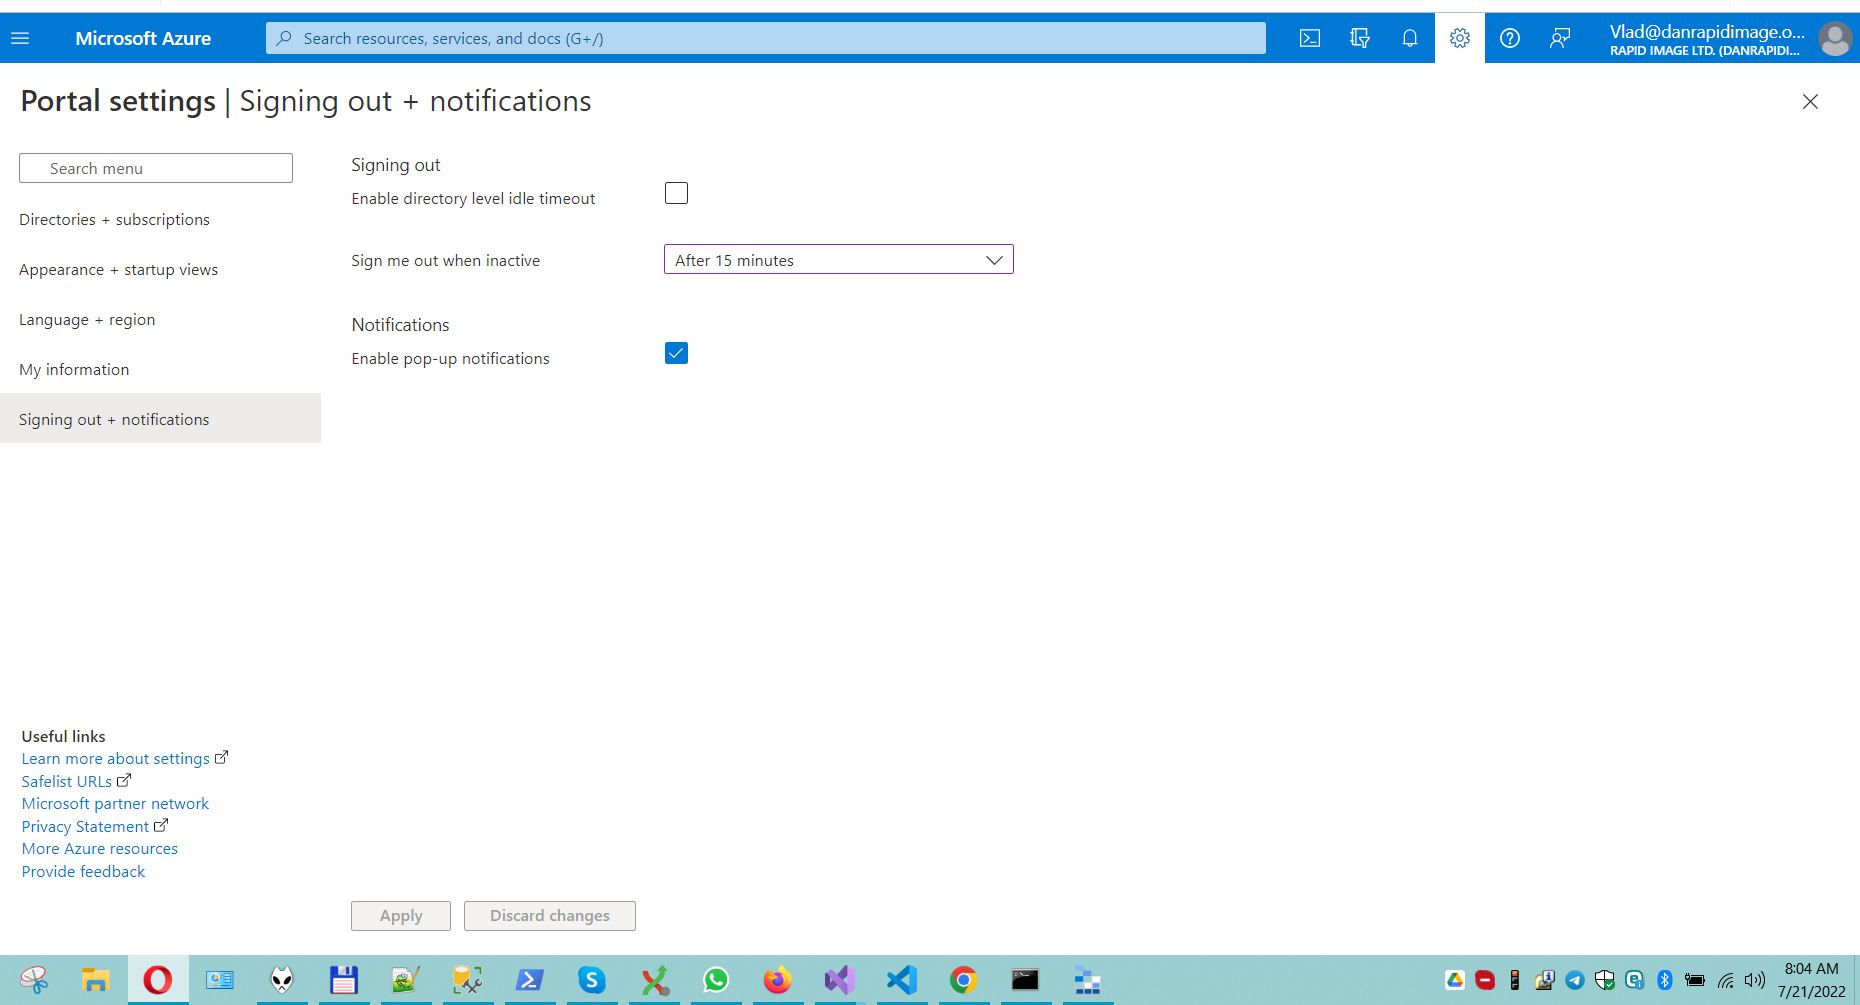 Microsoft Azure
Search resources, services, and docs (G+/)
Vlad@danrapidimage.o...
RAPID IMAGE LTD. (DANRAPIDI...
Portal settings | Signing out + notifications
Search menu
Directories + subscriptions
Appearance + startup views
Language + region
My information
Signing out + notifications
Signing out
Enable directory level idle timeout
Sign me out when inactive
After 15 minutes
Notifications
Enable pop-up notifications
Useful links
Learn more about settings
Safelist URLs
Microsoft partner network
Privacy Statement
More Azure resources
Provide feedback
Apply
Discard changes
8:04 AM
7/21/2022